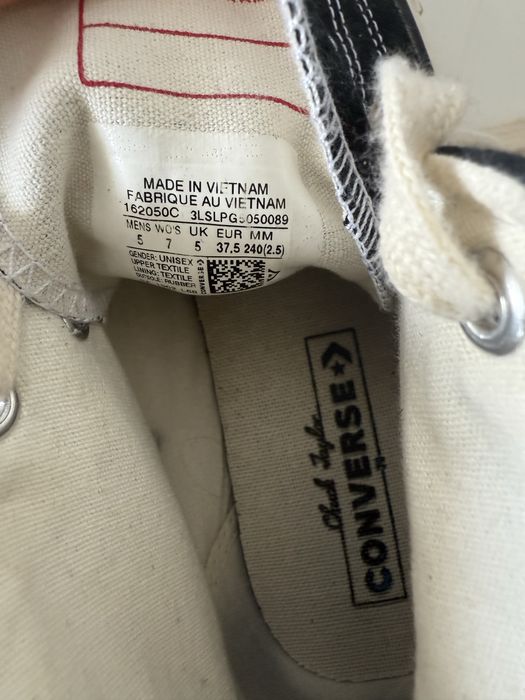 MADE IN VIETNAM
FABRIQUE AU VIETNAM
162050C 3LSLPG5050089
MENS WO'S UK EUR MM
5 7 5 37,5 240(2.5)
GENDER: UNISEX
UPPER TEXTILE
LINING: TEXTILE
OUTSOLE: RUBBER
CONVERSE
Chuck Taylor
CONVERSE